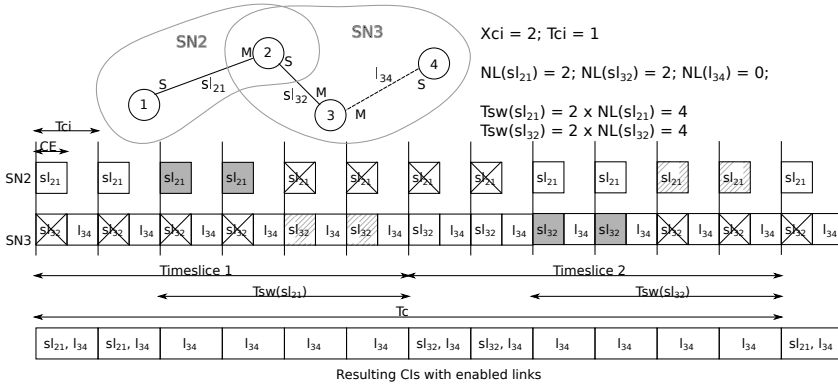 SN2
SN3
Xci = 2; Tci = 1
NL(sl₂₁) = 2; NL(sl₃₂) = 2; NL(l₃₄) = 0;
Tsw(sl₂₁) = 2 x NL(sl₂₁) = 4
Tsw(sl₃₂) = 2 x NL(sl₃₂) = 4
1
S
sl₂₁
M
2
S
sl₃₂
M
3
M
l₃₄
S
4
Tci
CE
SN2 sl₂₁ sl₂₁ sl₂₁ sl₂₁ sl₂₁ sl₂₁ sl₂₁ sl₂₁ sl₂₁ sl₂₁ sl₂₁ sl₂₁ sl₂₁
SN3 sl₃₂ l₃₄ sl₃₂ l₃₄ sl₃₂ l₃₄ sl₃₂ l₃₄ sl₃₂ l₃₄ sl₃₂ l₃₄ sl₃₂ l₃₄ sl₃₂ l₃₄ sl₃₂ l₃₄ sl₃₂ l₃₄ sl₃₂ l₃₄ sl₃₂ l₃₄ sl₃₂ l₃₄
Timeslice 1
Timeslice 2
Tsw(sl₂₁)
Tsw(sl₃₂)
Tc
sl₂₁, l₃₄ sl₂₁, l₃₄ l₃₄ l₃₄ l₃₄ l₃₄ sl₃₂, l₃₄ sl₃₂, l₃₄ l₃₄ l₃₄ l₃₄ l₃₄ sl₂₁, l₃₄
Resulting CIs with enabled links